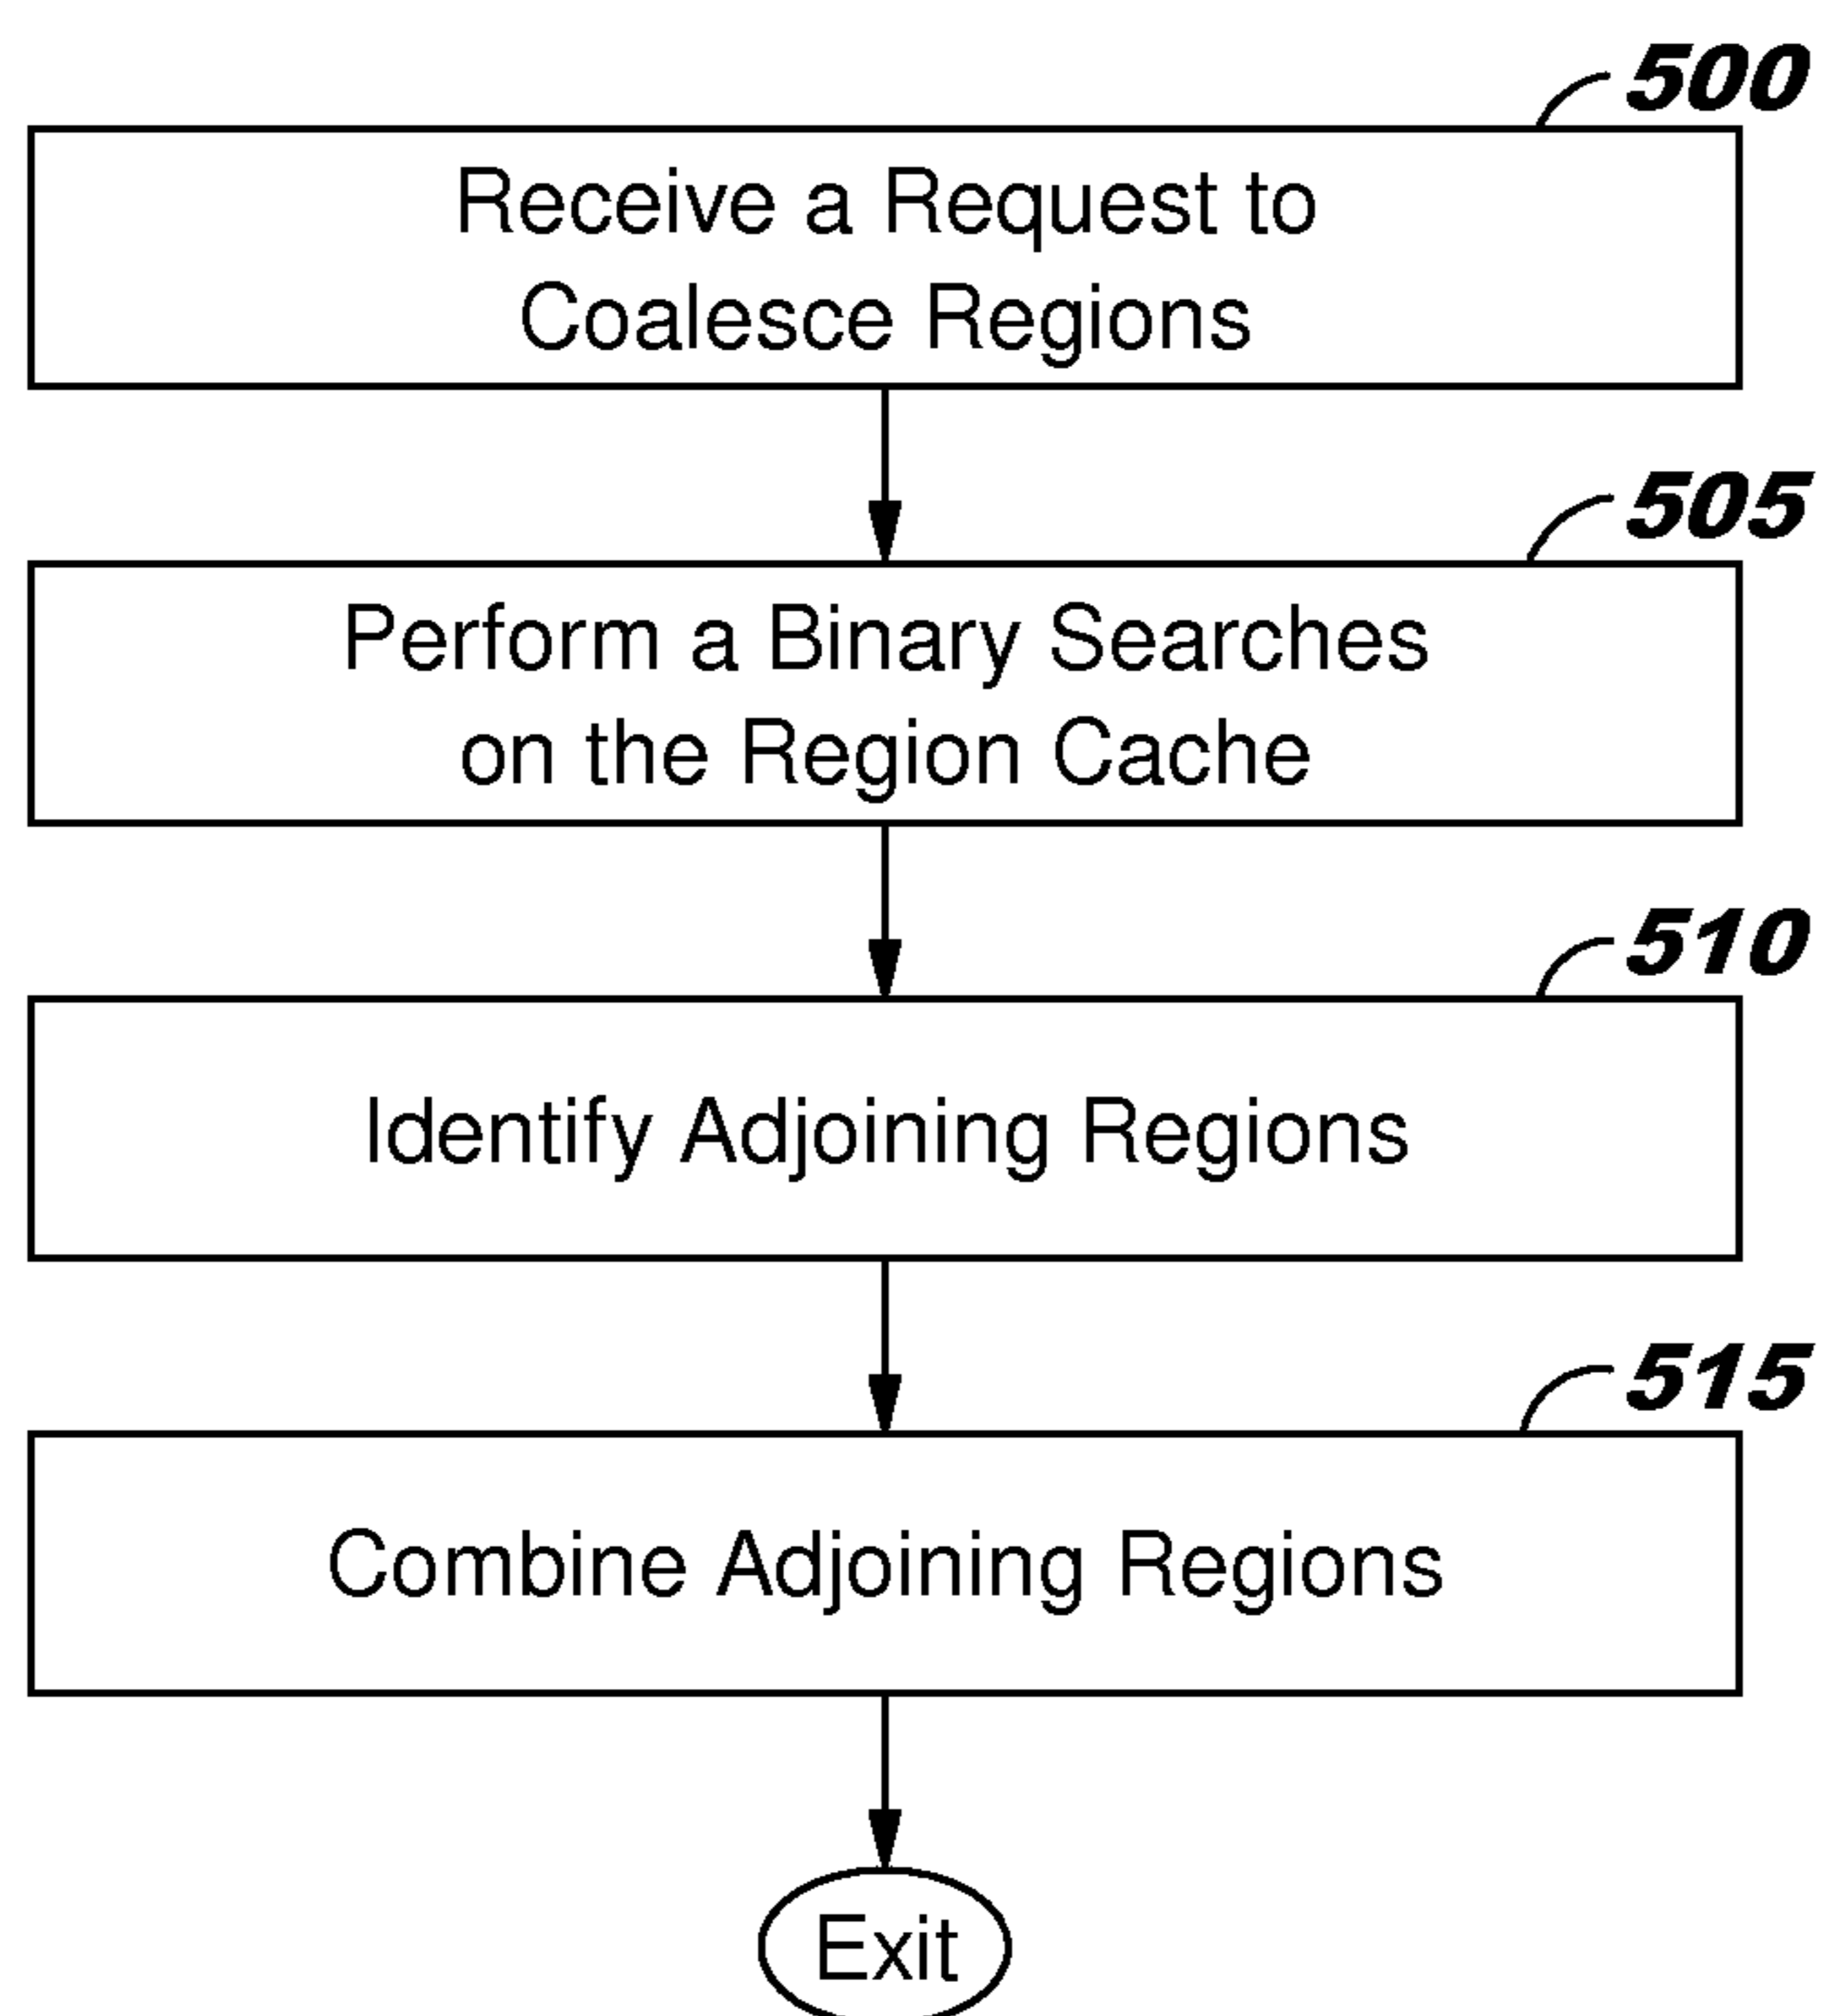 500
Receive a Request to
Coalesce Regions
505
Perform a Binary Searches
on the Region Cache
510
Identify Adjoining Regions
515
Combine Adjoining Regions
Exit